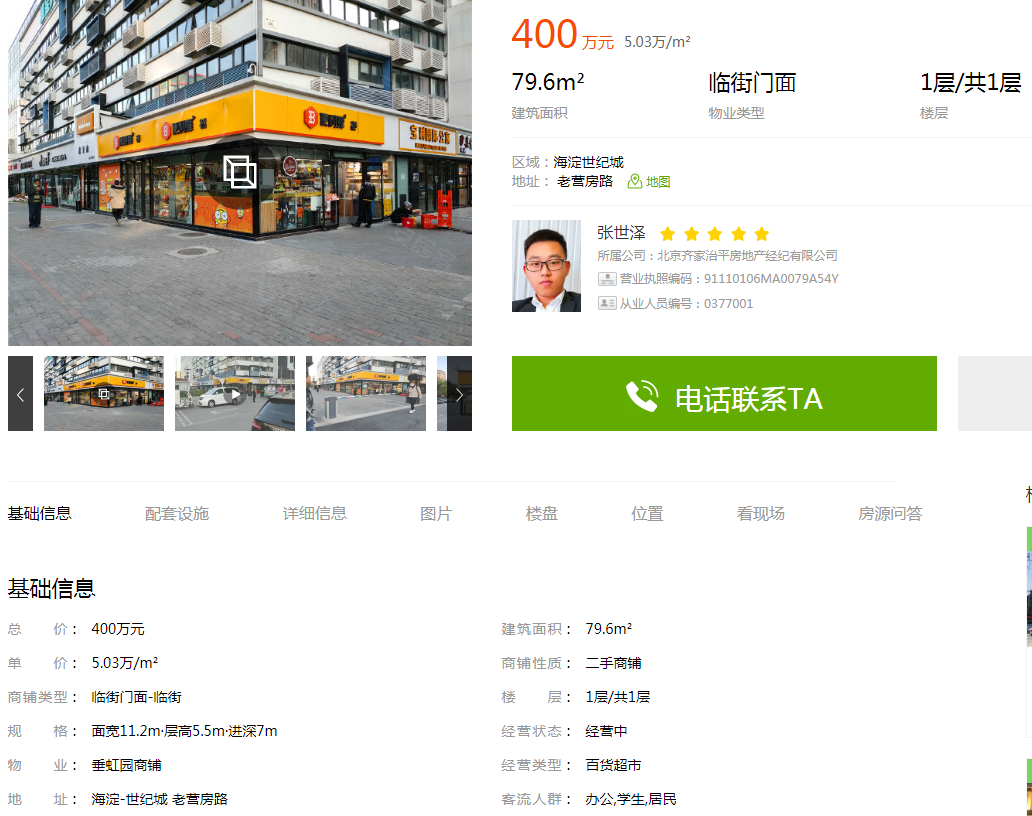 400 万元 5.03万/m²
79.6m² 临街门面 1层/共1层
建筑面积 物业类型 楼层
区域： 海淀世纪城
地址： 老营房路 地图
张世泽
所属公司：北京齐家治平房地产经纪有限公司
营业执照编码：91110106MA0079A54Y
从业人员编号：0377001
电话联系TA
基础信息 配套设施 详细信息 图片 楼盘 位置 看现场 房源问答
基础信息
总价： 400万元 建筑面积： 79.6m²
单价： 5.03万/m² 商铺性质： 二手商铺
商铺类型： 临街门面-临街 楼层： 1层/共1层
规格： 面宽11.2m·层高5.5m·进深7m 经营状态： 经营中
物业： 垂虹园商铺 经营类型： 百货超市
地址： 海淀-世纪城 老营房路 客流人群： 办公,学生,居民